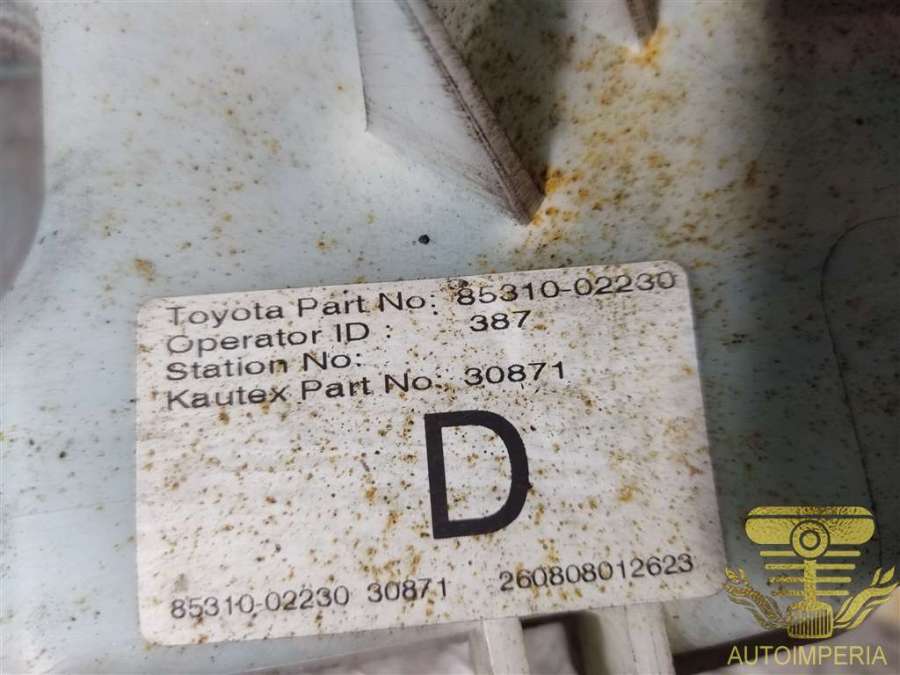 Toyota Part No: 85310-02230
Operator ID : 387
Station No:
Kautex Part No: 30871
D
85310-02230 30871 260808012623
AUTOIMPERIA